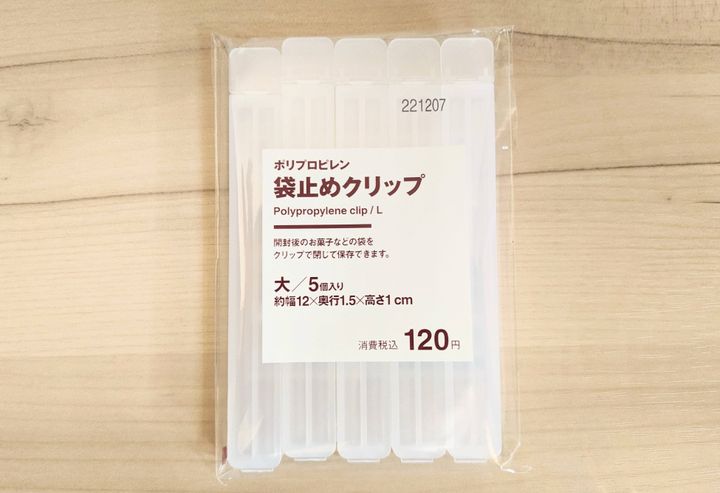 221207
ポリプロピレン
袋止めクリップ
Polypropylene clip / L
開封後のお菓子などの袋を
クリップで閉じて保存できます。
大／5個入り
約幅12×奥行1.5×高さ1 cm
消費税込 120円